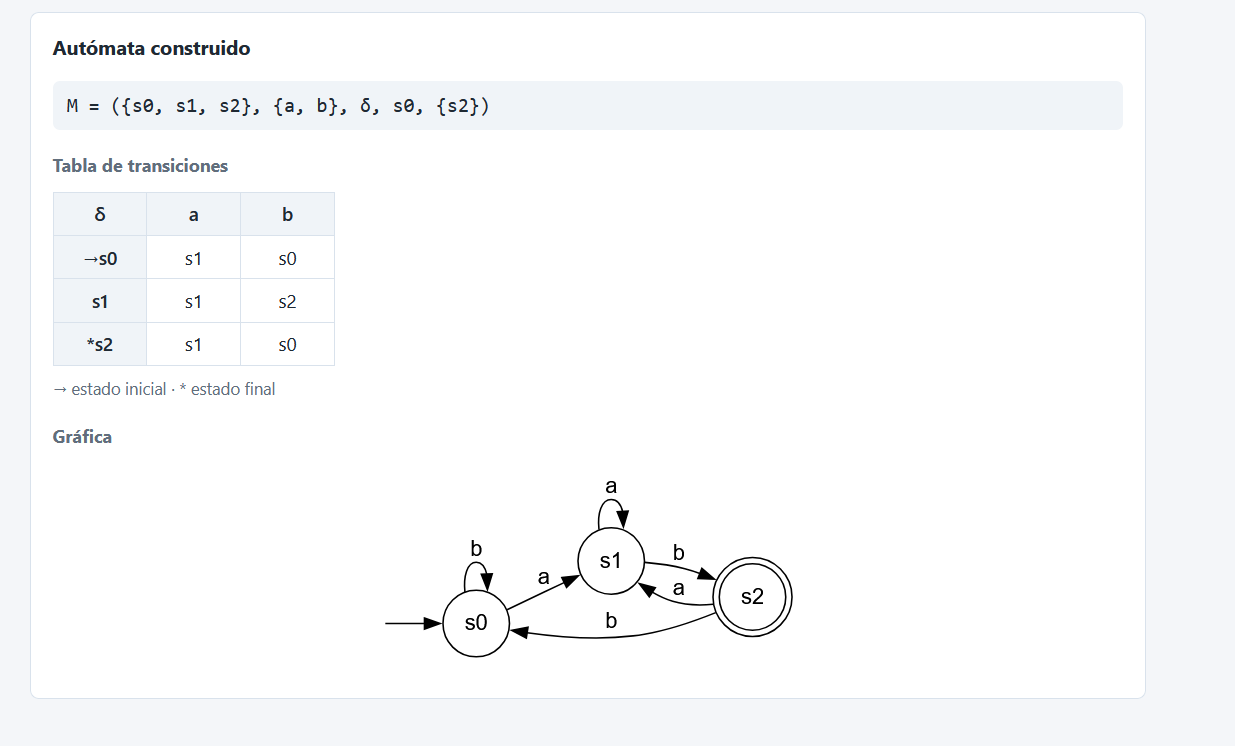 Autómata construido
M = ({s0, s1, s2}, {a, b}, δ, s0, {s2})
Tabla de transiciones
δ a b
→s0 s1 s0
s1 s1 s2
*s2 s1 s0
→ estado inicial · * estado final
Gráfica
a
b
s1
b
a
a
s2
s0
b